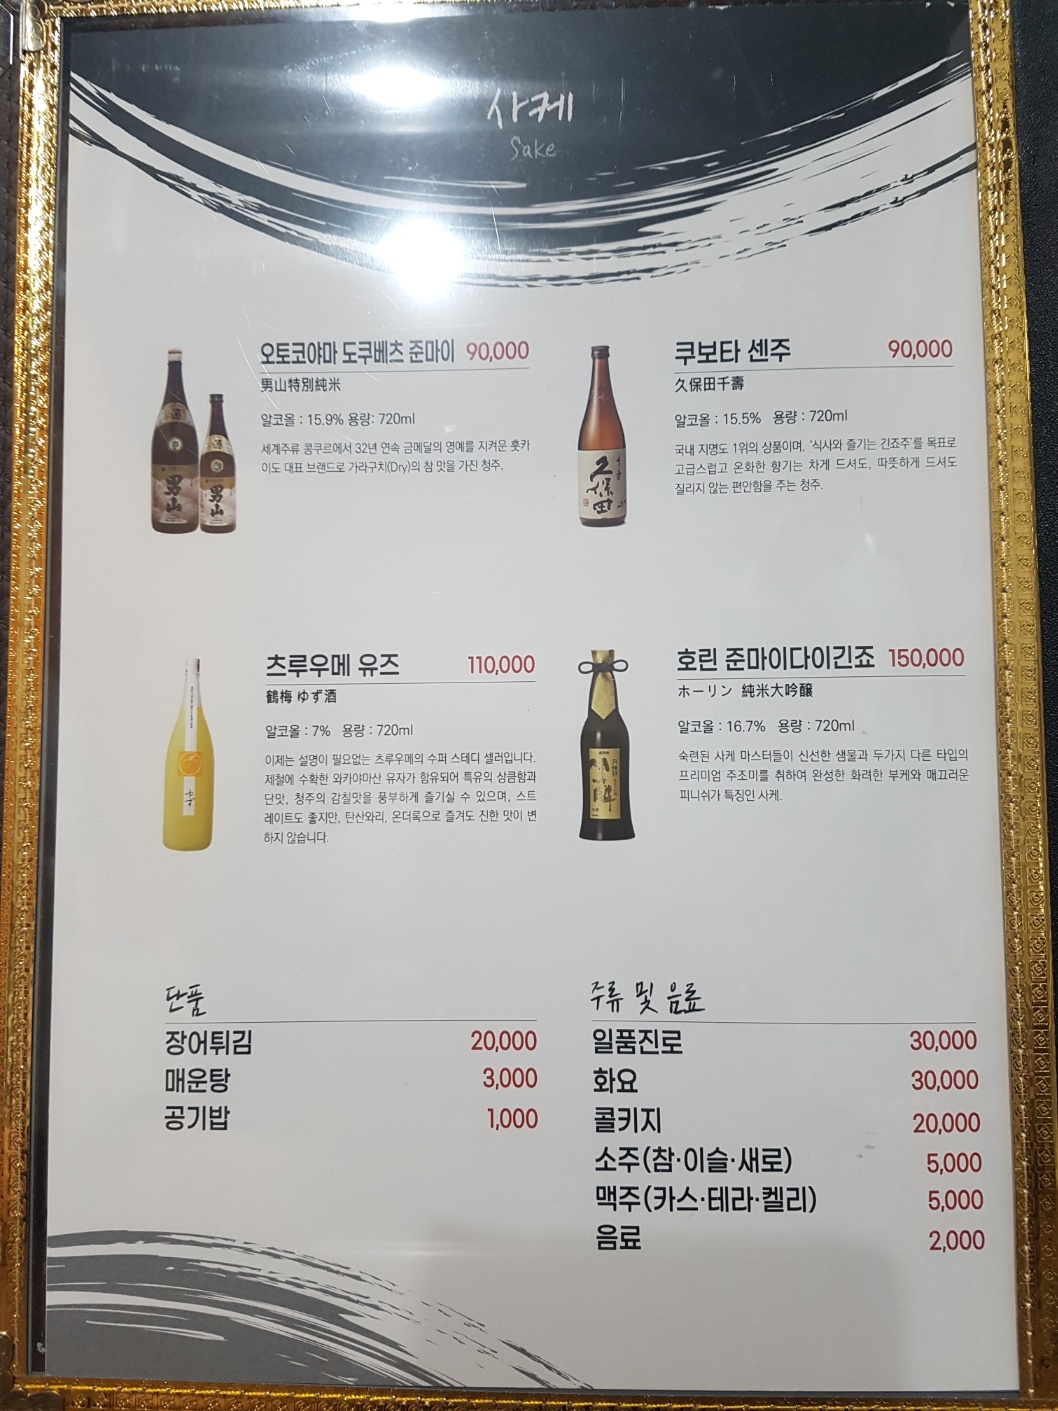 사케
Sake
오토코야마 도쿠베츠 준마이 90,000
男山特別純米
알코올 : 15.9% 용량: 720ml
세계주류 콩쿠르에서 32년 연속 금메달의 영예를 지켜운 홋카
이도 대표 브랜드로 가라구치(Dry)의 참 맛을 가진 청주.
쿠보타 센주 90,000
久保田千壽
알코올 : 15.5% 용량 : 720ml
국내 지명도 1위의 상품이며, '식사와 즐기는 긴죠주'를 목표로
고급스럽고 온화한 향기는 차게 드셔도, 따뜻하게 드셔도
질리지 않는 편안함을 주는 청주.
男山
男山
久保田
츠루우메 유즈 110,000
鶴梅 ゆず酒
알코올 : 7% 용량 : 720ml
이제는 설명이 필요없는 츠루우메의 수퍼 스테디 셀러입니다.
제철에 수확한 와카야마산 유자가 함유되어 특유의 상큼함과
단맛, 청주의 감칠맛을 풍부하게 즐기실 수 있으며, 스트
레이트도 좋지만, 탄산와리, 온더록으로 즐겨도 진한 맛이 변
하지 않습니다.
호린 준마이다이긴죠 150,000
ホーリン 純米大吟醸
알코올 : 16.7% 용량 : 720ml
숙련된 사케 마스터들이 신선한 샘물과 두가지 다른 타입의
프리미엄 주조미를 취하여 완성한 화려한 부케와 매끄러운
피니쉬가 특징인 사케.
ゆず
단품
장어튀김 20,000
매운탕 3,000
공기밥 1,000
주류 및 음료
일품진로 30,000
화요 30,000
콜키지 20,000
소주(참·이슬·새로) 5,000
맥주(카스·테라·켈리) 5,000
음료 2,000